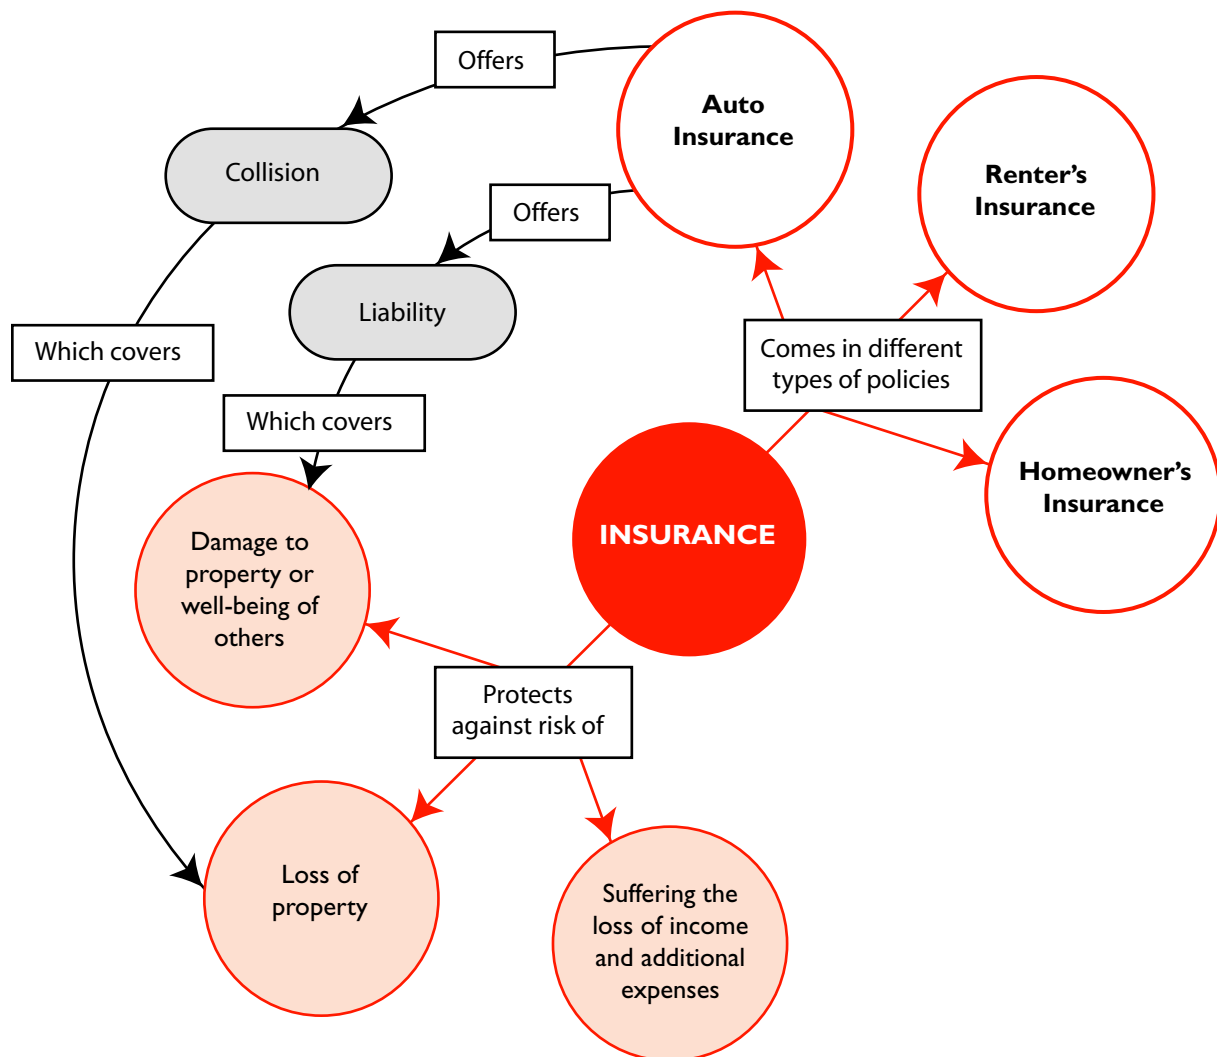 Offers
Auto
Insurance
Collision
Renter's
Insurance
Offers
Liability
Which covers
Comes in different
types of policies
Which covers
Homeowner’s
Insurance
INSURANCE
Damage to
property or
well-being of
others
Protects
against risk of
Loss of
property
Suffering the
loss of income
and additional
expenses